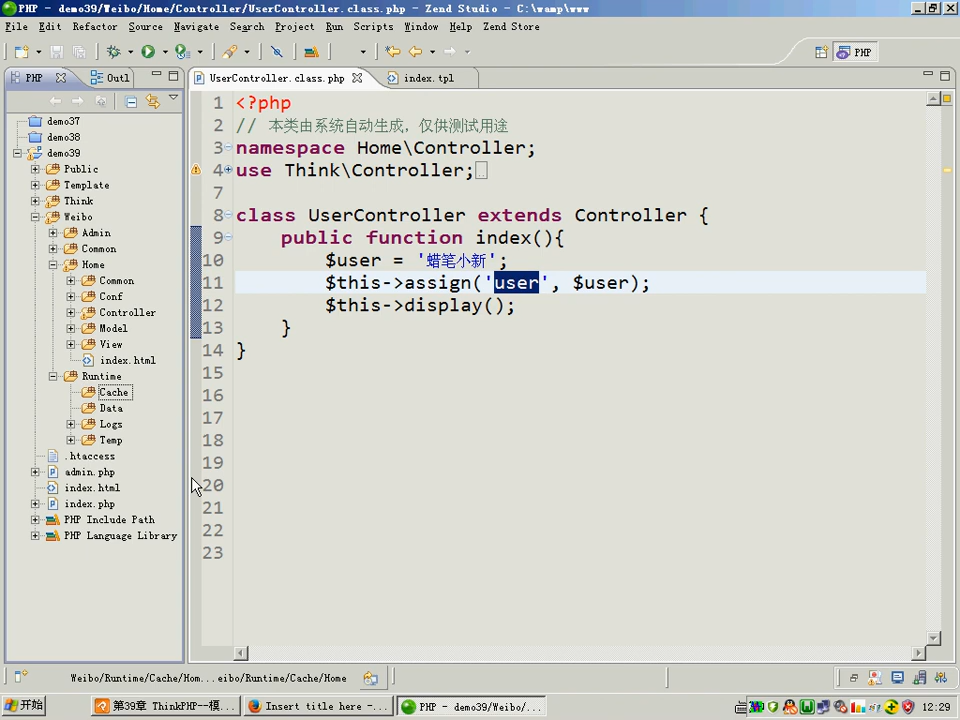 PHP - demo39/Weibo/Home/Controller/UserController.class.php - Zend Studio - C:\wamp\www
File Edit Refactor Source Navigate Search Project Run Scripts Window Help Zend Store
PHP
PHP Outl
UserController.class.php index.tpl
demo37
demo38
demo39
Public
Template
Think
Weibo
Admin
Common
Home
Common
Conf
Controller
Model
View
index.html
Runtime
Cache
Data
Logs
Temp
.htaccess
admin.php
index.html
index.php
PHP Include Path
PHP Language Library
1 <?php
2 // 本类由系统自动生成，仅供测试用途
3 namespace Home\Controller;
4 use Think\Controller;
7
8 class UserController extends Controller {
9 public function index(){
10 $user = '蜡笔小新';
11 $this->assign('user', $user);
12 $this->display();
13 }
14 }
15
16
17
18
19
20
21
22
23
Weibo/Runtime/Cache/Hom...eibo/Runtime/Cache/Home
开始 第39章 ThinkPHP--模... Insert title here -... PHP - demo39/Weibo/... 12:29